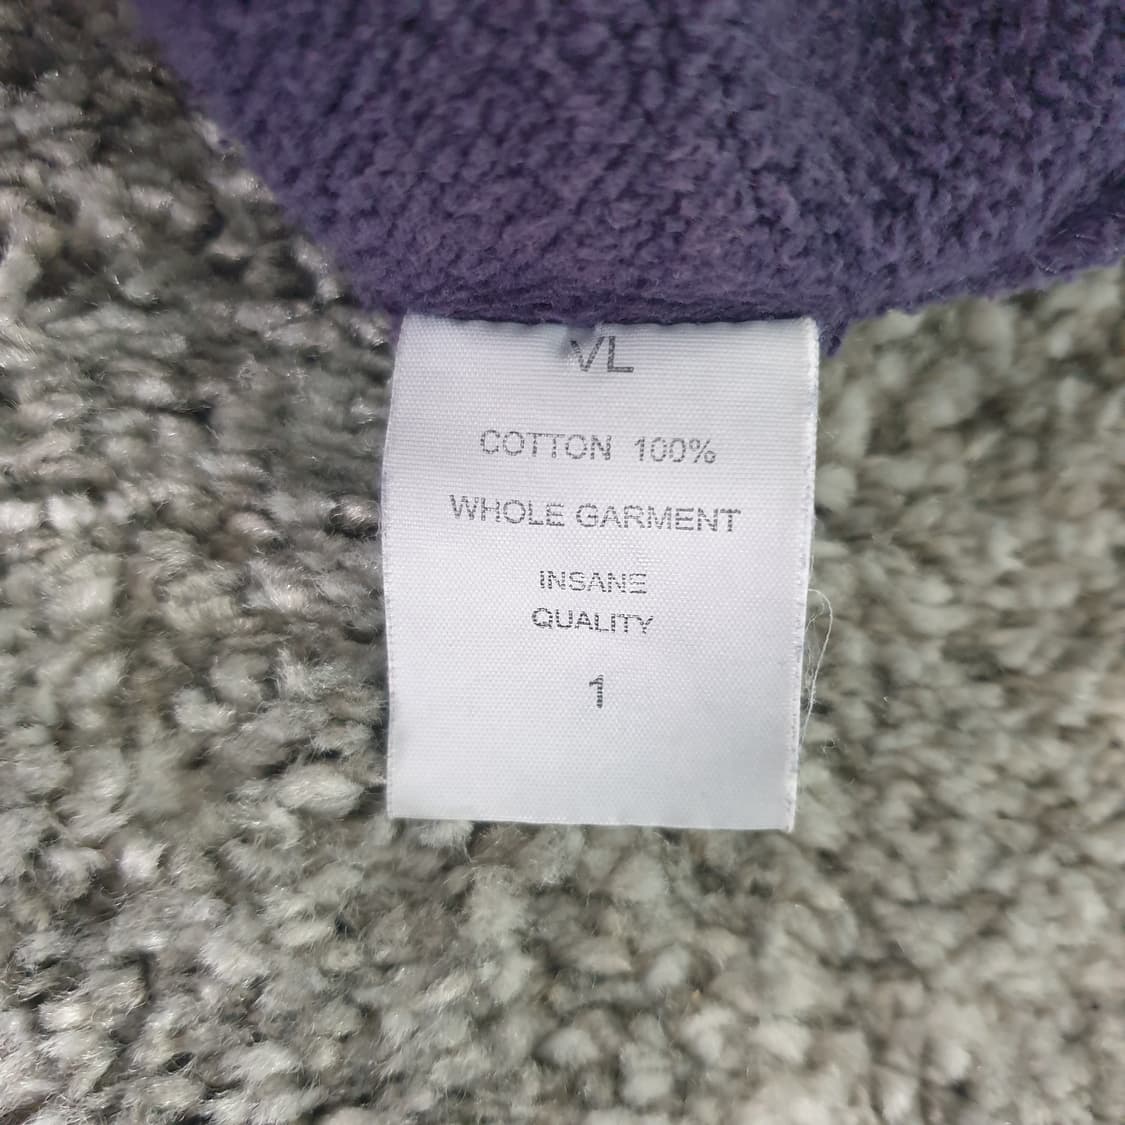 VL
COTTON 100%
WHOLE GARMENT
INSANE
QUALITY
1